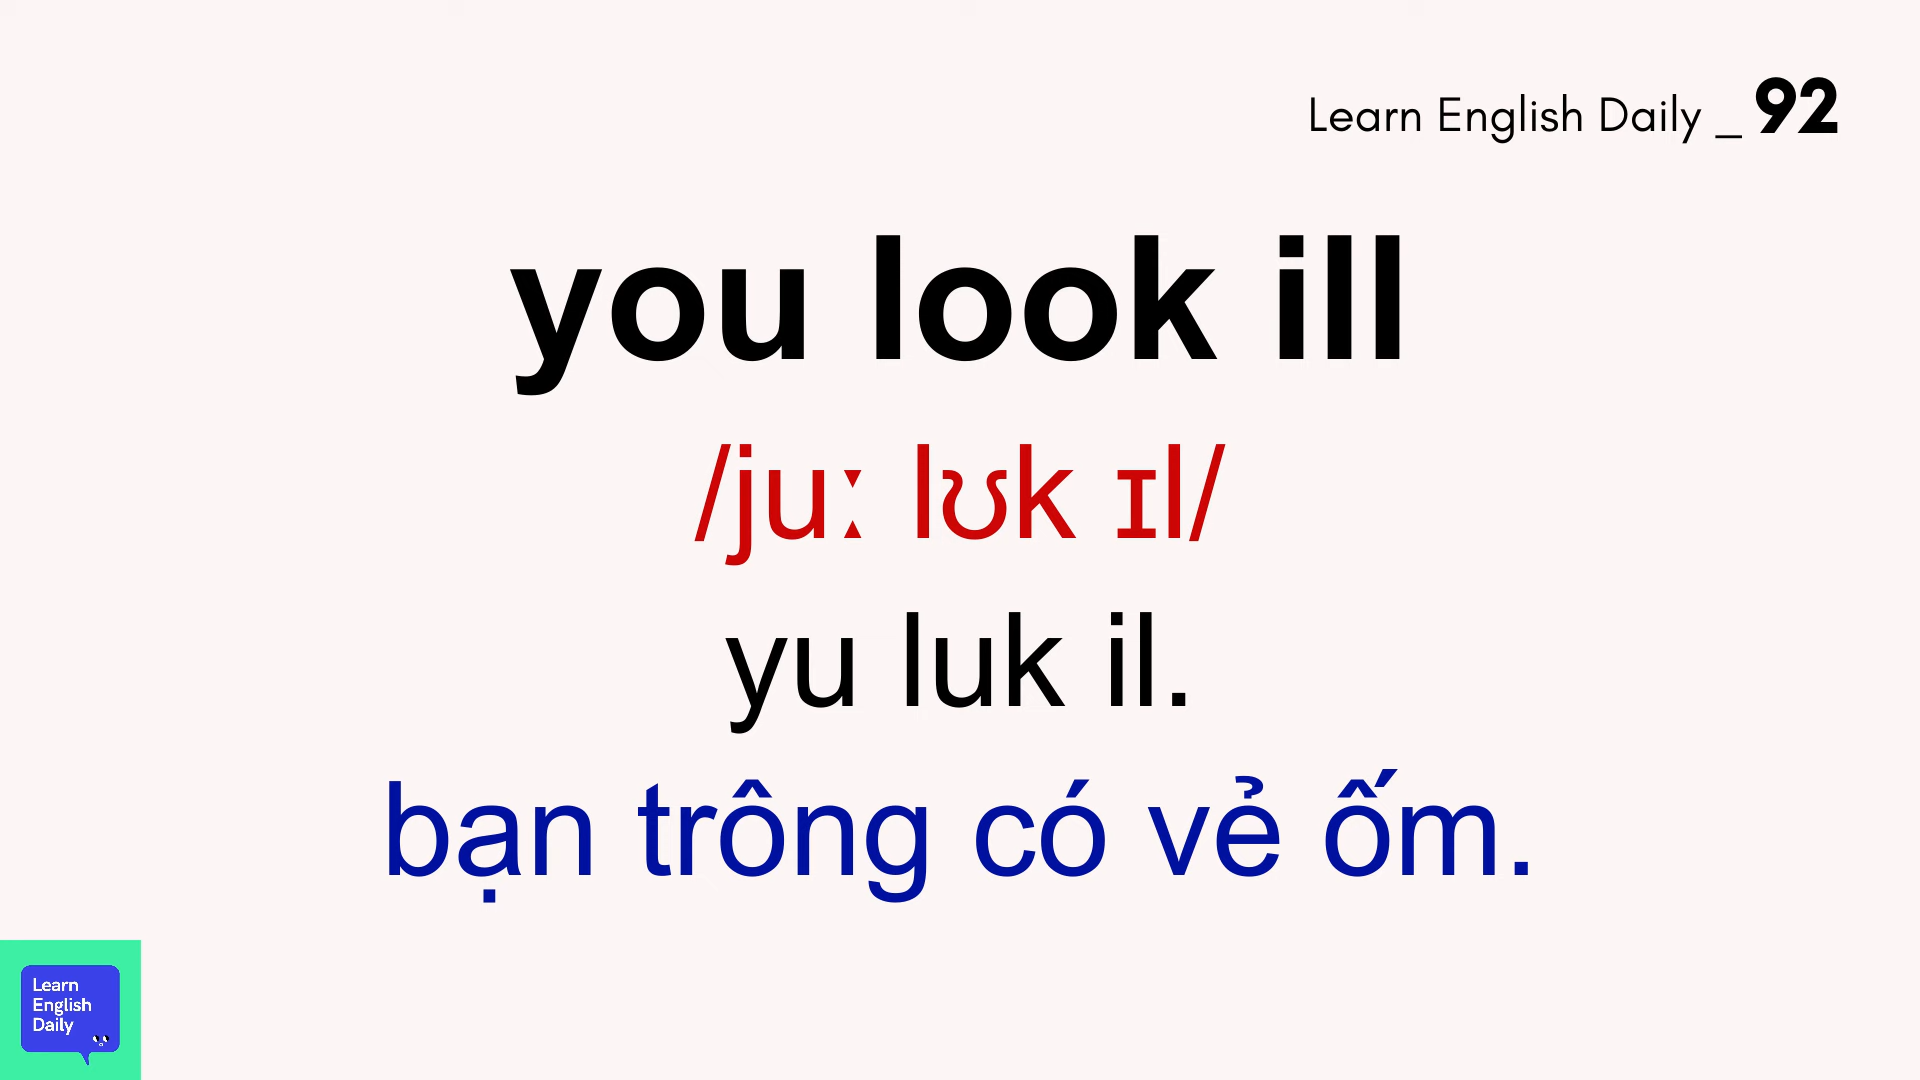 Learn English Daily _ 92
you look ill
/juː lʊk ɪl/
yu luk il.
bạn trông có vẻ ốm.
Learn
English
Daily